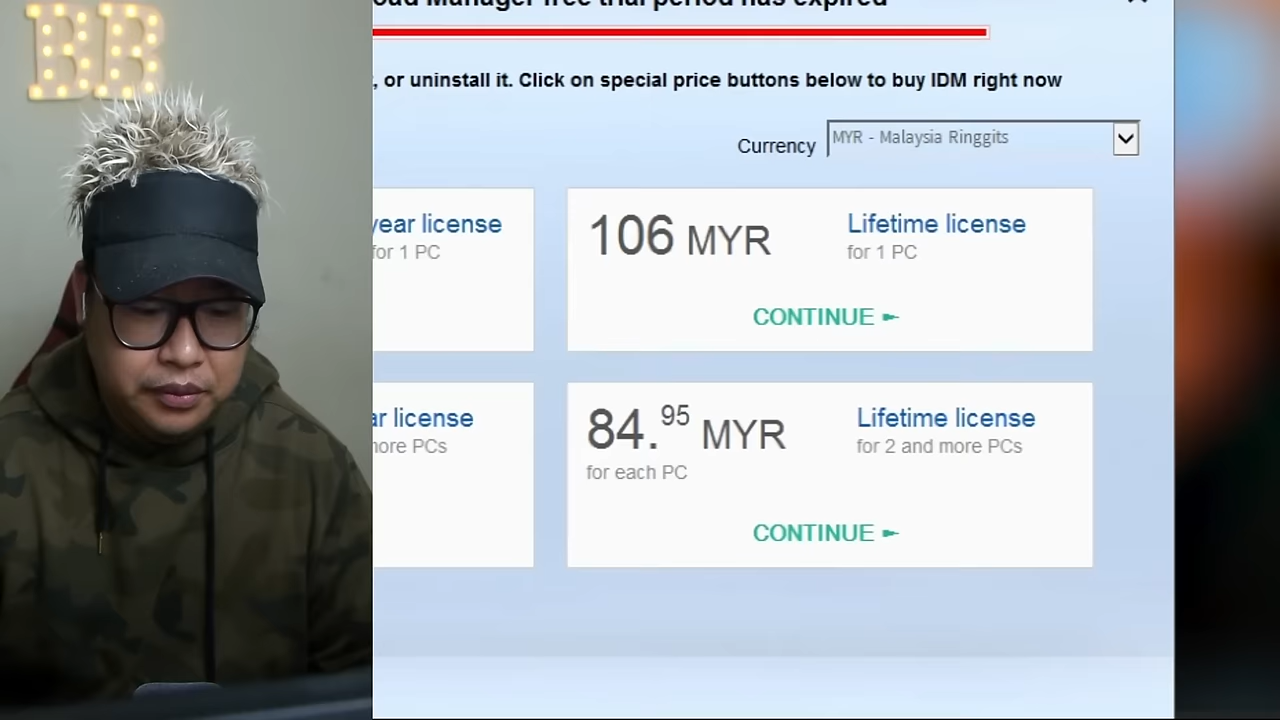 BB
Manager free trial period has expired
, or uninstall it. Click on special price buttons below to buy IDM right now
Currency
MYR - Malaysia Ringgits
year license
for 1 PC
106 MYR
Lifetime license
for 1 PC
CONTINUE
license
more PCs
84.95 MYR
for each PC
Lifetime license
for 2 and more PCs
CONTINUE